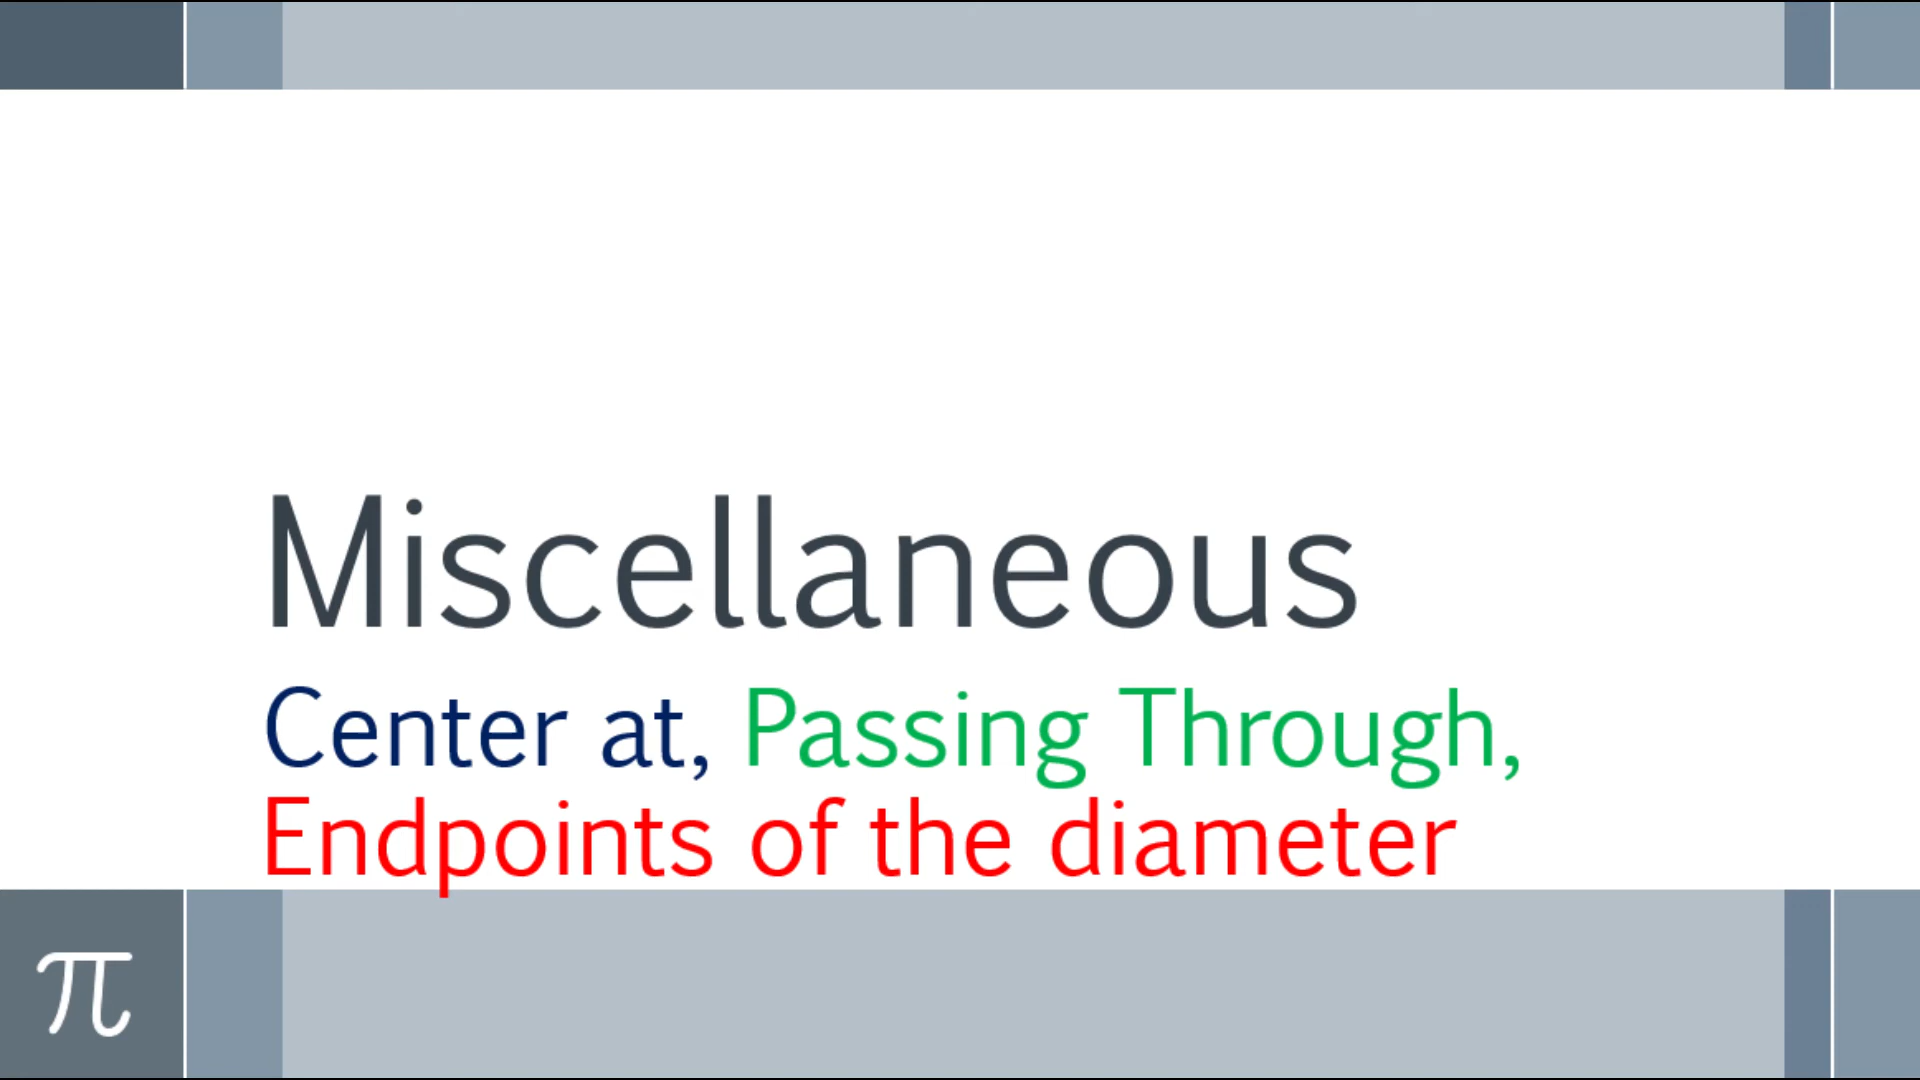 Miscellaneous
Center at, Passing Through,
Endpoints of the diameter
π